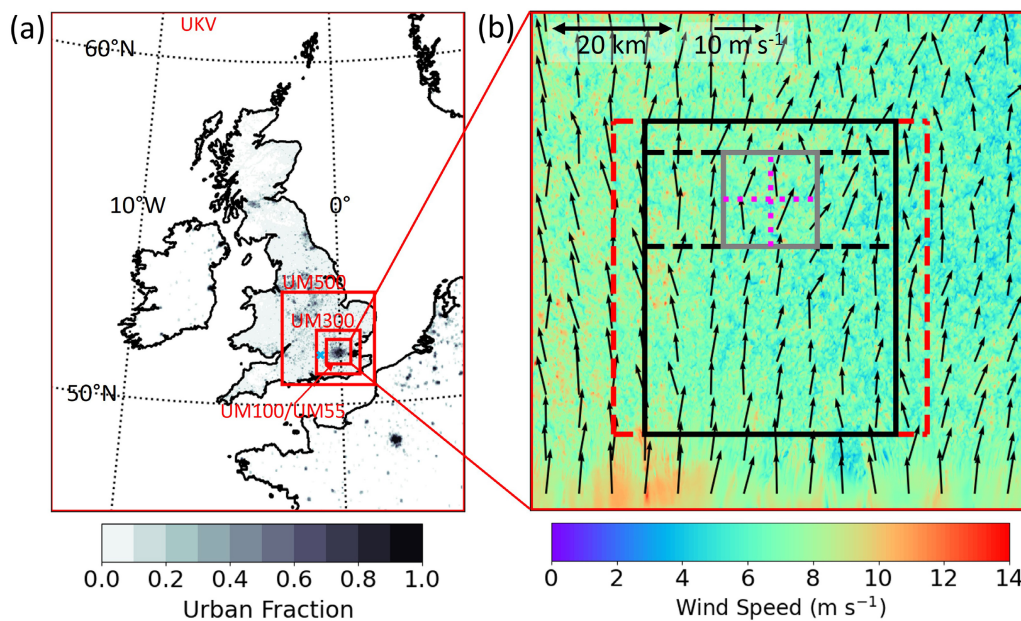 (a)
UKV
60°N
10°W
0°
UM500
UM300
50°N
UM100/UM55
0.0 0.2 0.4 0.6 0.8 1.0
Urban Fraction
(b)
20 km
10 m s⁻¹
0 2 4 6 8 10 12 14
Wind Speed (m s⁻¹)